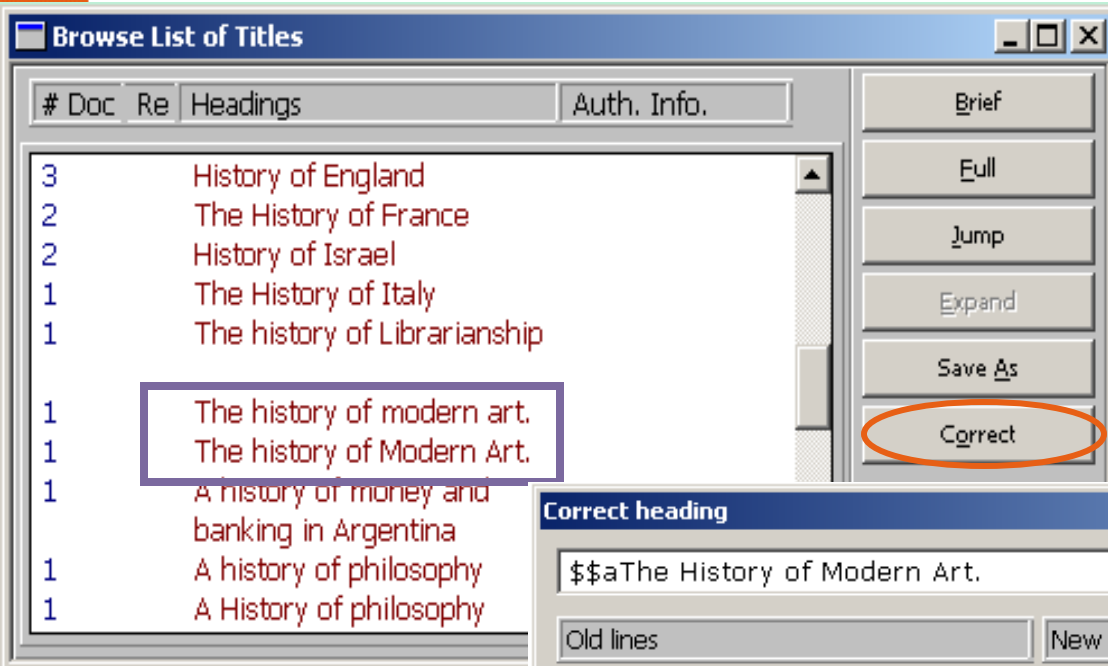 Browse List of Titles
# Doc Re Headings Auth. Info.
3 History of England
2 The History of France
2 History of Israel
1 The History of Italy
1 The history of Librarianship
1 The history of modern art.
1 The history of Modern Art.
1 A history of money and
banking in Argentina
1 A history of philosophy
1 A History of philosophy
Brief
Full
Jump
Expand
Save As
Correct
Correct heading
$$aThe History of Modern Art.
Old lines New